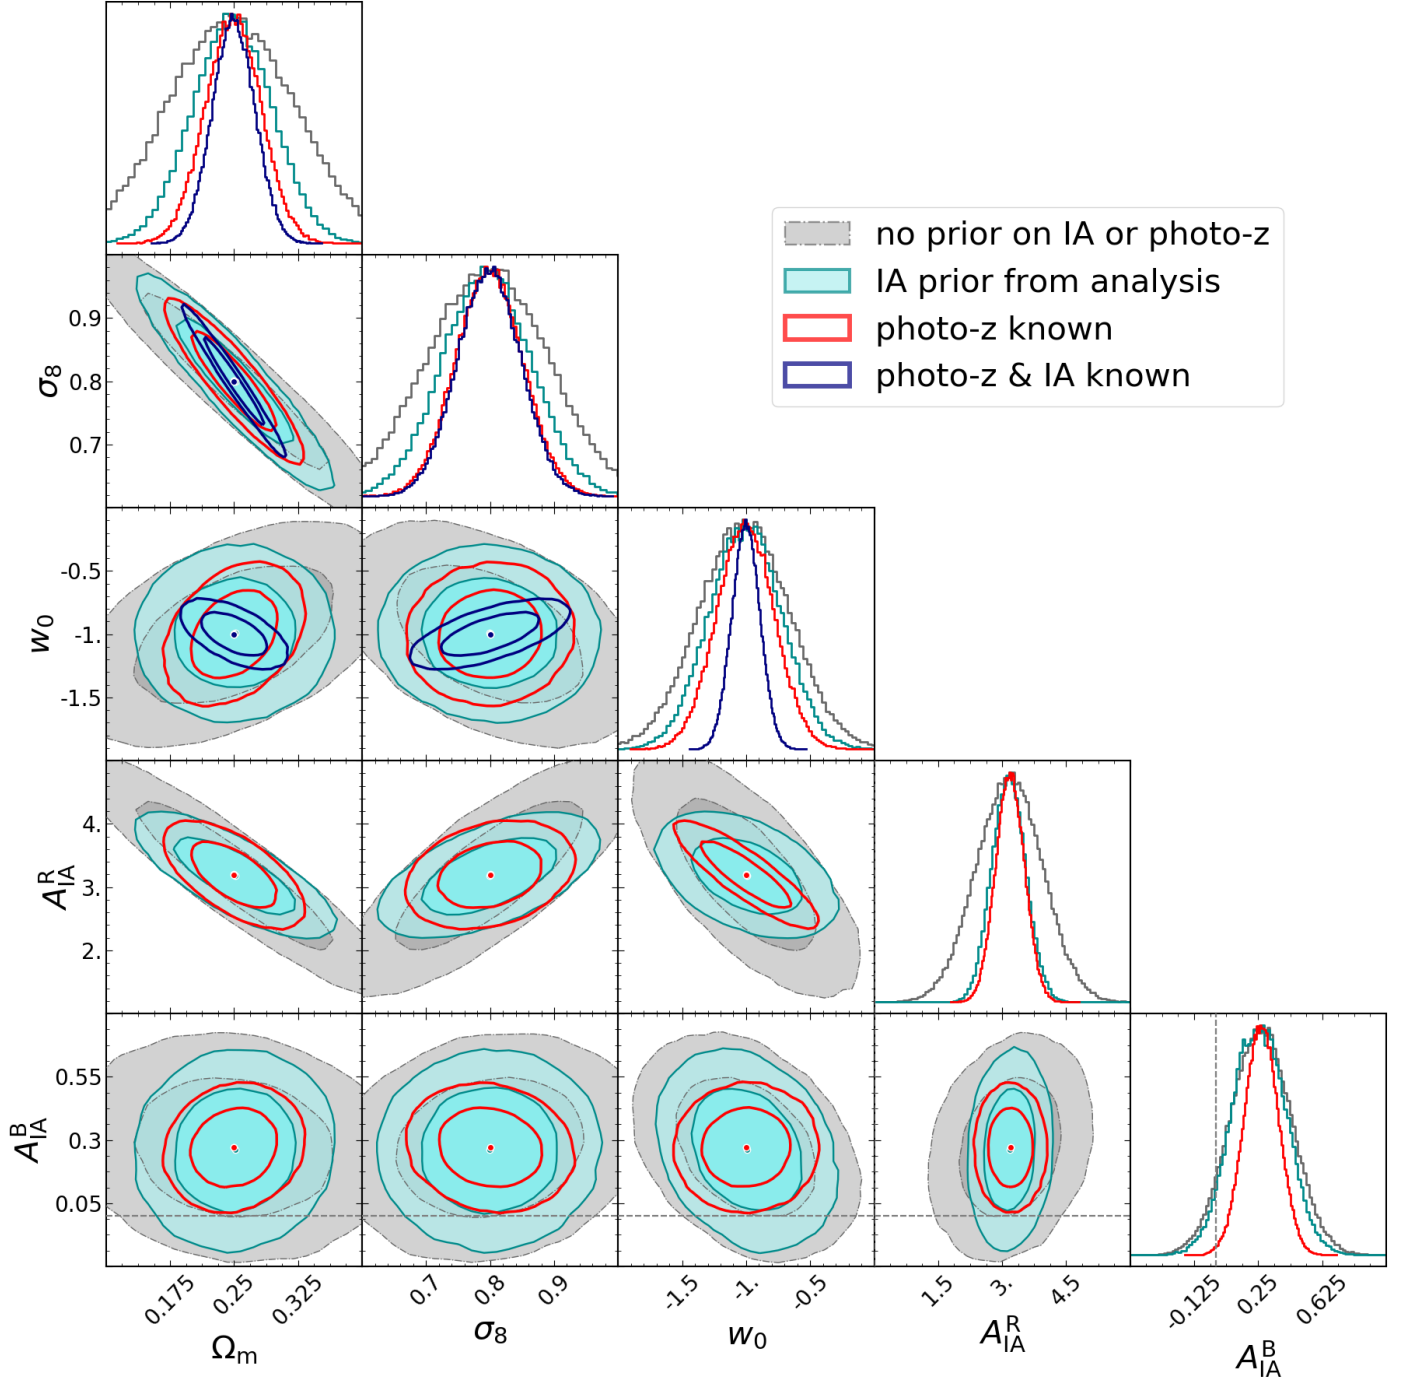 no prior on IA or photo-z
IA prior from analysis
photo-z known
photo-z & IA known
0.9
0.8
0.7
σ8
-0.5
-1.
-1.5
w0
4.
3.
2.
A^R_IA
0.55
0.3
0.05
A^B_IA
0.175 0.25 0.325 0.7 0.8 0.9 -1.5 -1. -0.5 1.5 3. 4.5 -0.125 0.25 0.625
Ωm σ8 w0 A^R_IA A^B_IA